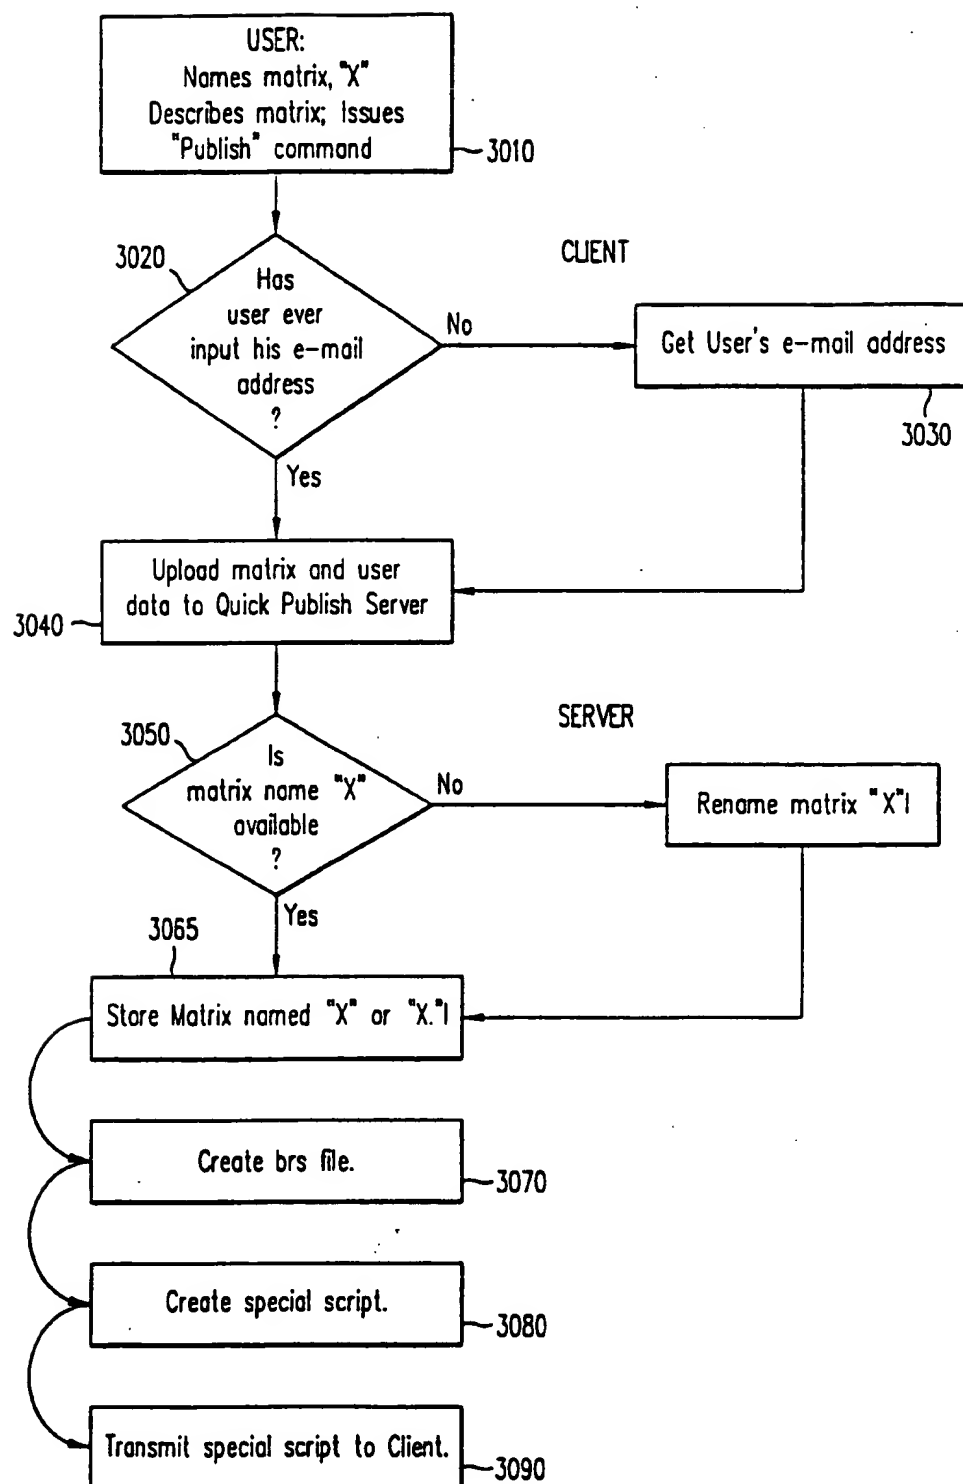 USER:
Names matrix, "X"
Describes matrix; Issues
"Publish" command
3010
3020
Has
user ever
input his e-mail
address
?
No
CLIENT
Get User's e-mail address
3030
Yes
Upload matrix and user
data to Quick Publish Server
3040
3050
Is
matrix name "X"
available
?
No
SERVER
Rename matrix "X"I
Yes
3065
Store Matrix named "X" or "X."I
Create brs file.
3070
Create special script.
3080
Transmit special script to Client.
3090